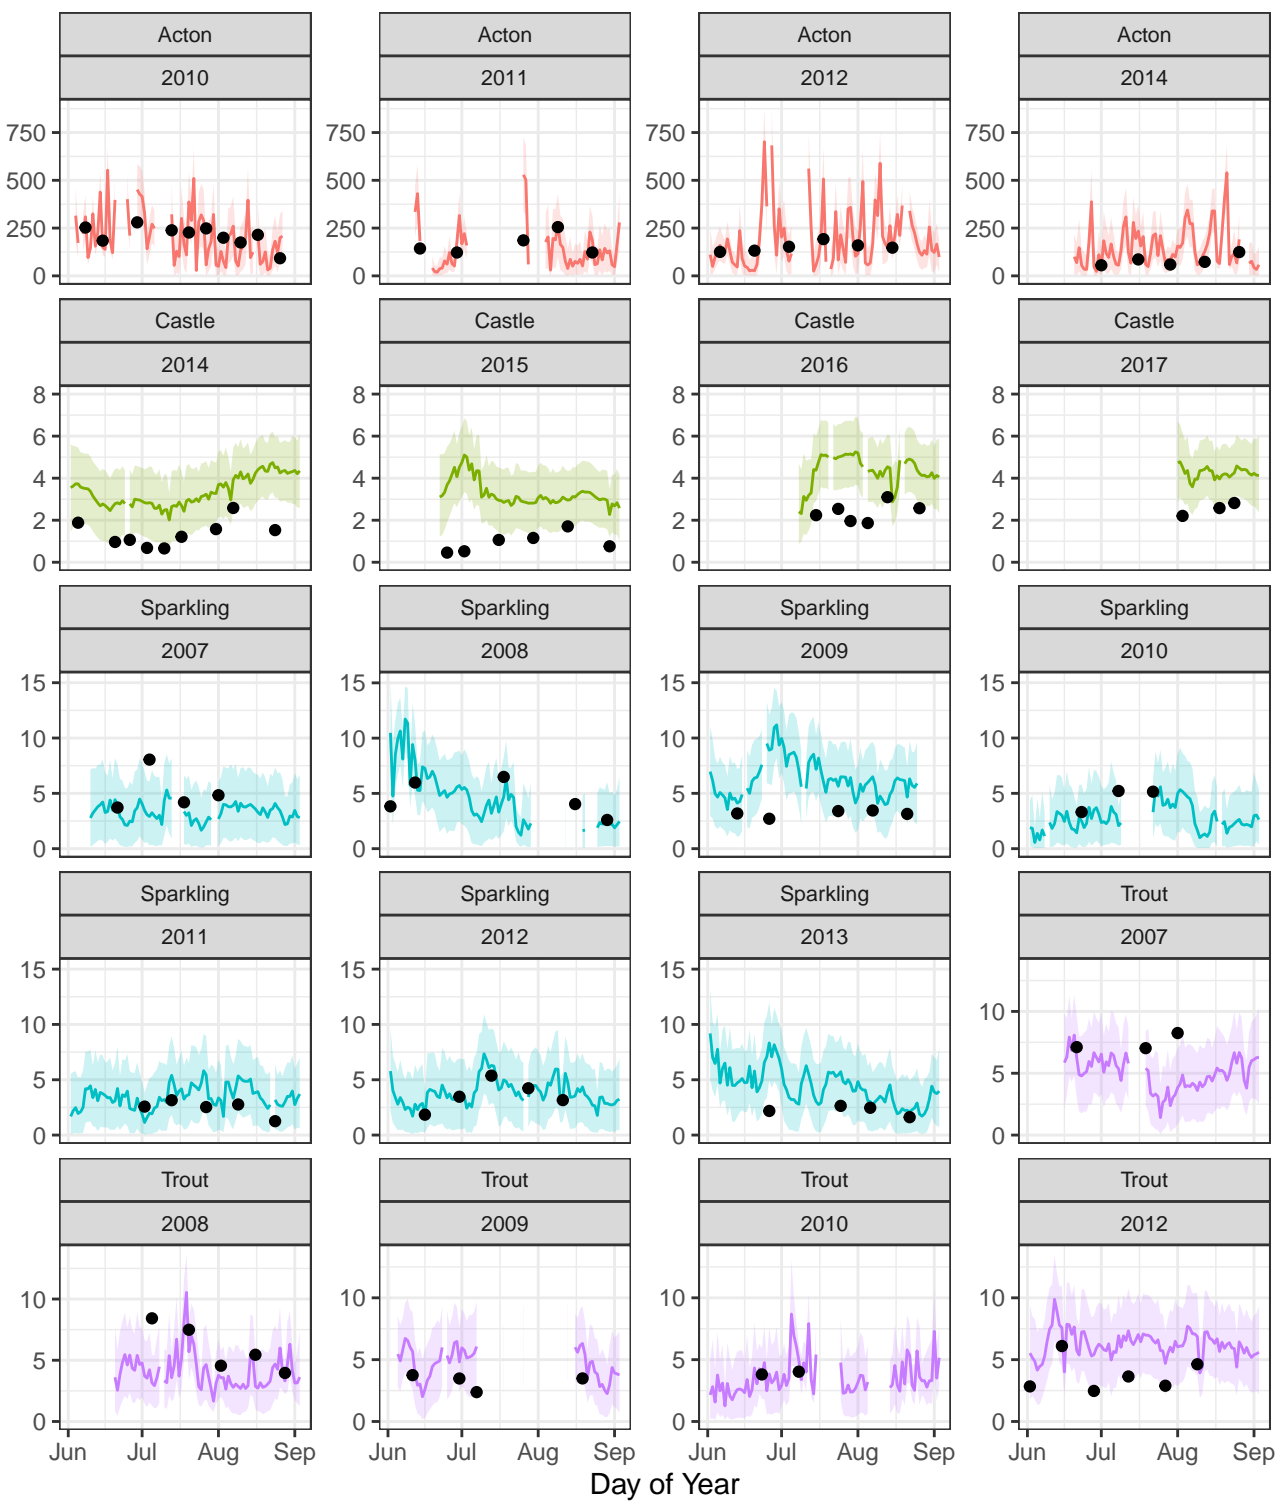 Acton Acton Acton Acton
2010 2011 2012 2014
750 750 750 750
500 500 500 500
250 250 250 250
0 0 0 0
Castle Castle Castle Castle
2014 2015 2016 2017
8 8 8 8
6 6 6 6
4 4 4 4
2 2 2 2
0 0 0 0
Sparkling Sparkling Sparkling Sparkling
2007 2008 2009 2010
15 15 15 15
10 10 10 10
5 5 5 5
0 0 0 0
Sparkling Sparkling Sparkling Trout
2011 2012 2013 2007
15 15 15
10 10 10 10
5 5 5 5
0 0 0 0
Trout Trout Trout Trout
2008 2009 2010 2012
10 10 10 10
5 5 5 5
0 0 0 0
Jun Jul Aug Sep Jun Jul Aug Sep Jun Jul Aug Sep Jun Jul Aug Sep
Day of Year